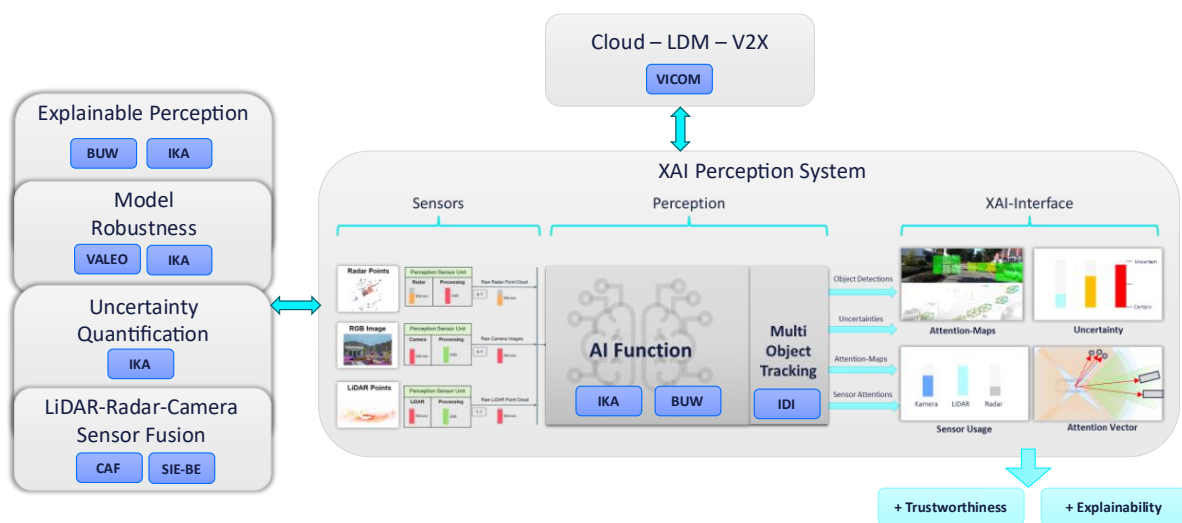 Cloud – LDM – V2X
VICOM
Explainable Perception
BUW IKA
Model
Robustness
VALEO IKA
Uncertainty
Quantification
IKA
LiDAR-Radar-Camera
Sensor Fusion
CAF SIE-BE
XAI Perception System
Sensors
Perception
XAI-Interface
Radar Points
Perception Sensor Unit
Radar Processing
Raw Radar Point Cloud
RGB Image
Perception Sensor Unit
Camera Processing
Raw Camera Images
LiDAR Points
Perception Sensor Unit
LiDAR Processing
Raw LiDAR Point Cloud
AI Function
IKA BUW
Multi
Object
Tracking
IDI
Object Detections
Uncertainties
Attention-Maps
Sensor Attentions
Attention-Maps
Uncertain
Certain
Uncertainty
Kamera LiDAR Radar
Sensor Usage
Attention Vector
+ Trustworthiness
+ Explainability